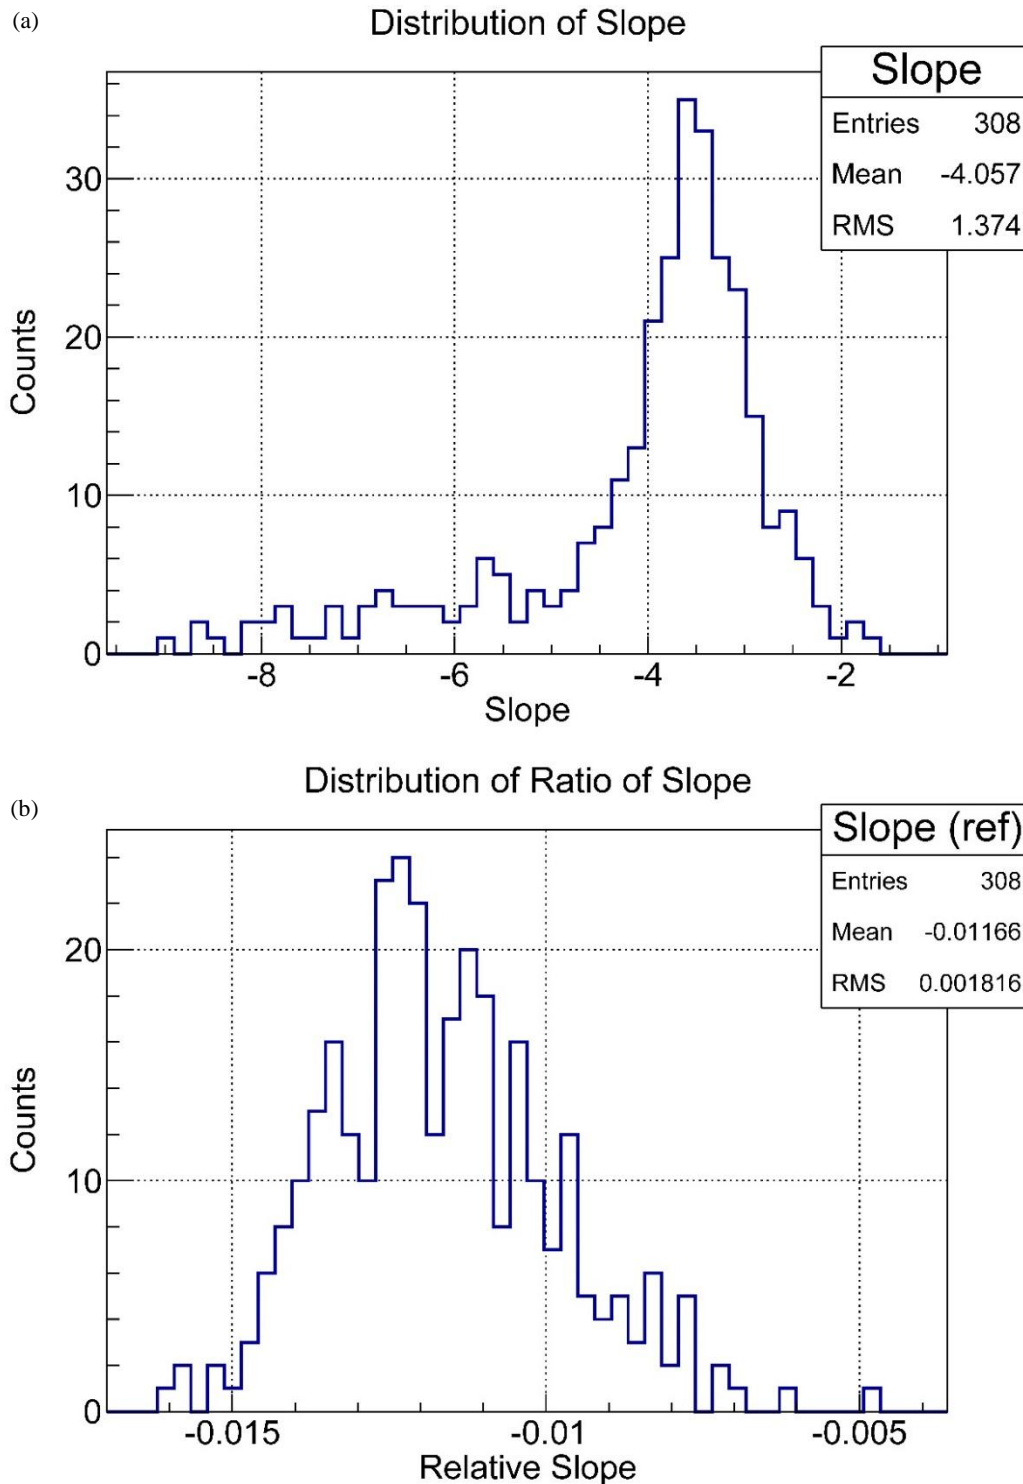 (a)
Distribution of Slope
Slope
Entries 308
Mean -4.057
RMS 1.374
30
20
10
0
Counts
-8 -6 -4 -2
Slope
(b)
Distribution of Ratio of Slope
Slope (ref)
Entries 308
Mean -0.01166
RMS 0.001816
20
10
0
Counts
-0.015 -0.01 -0.005
Relative Slope